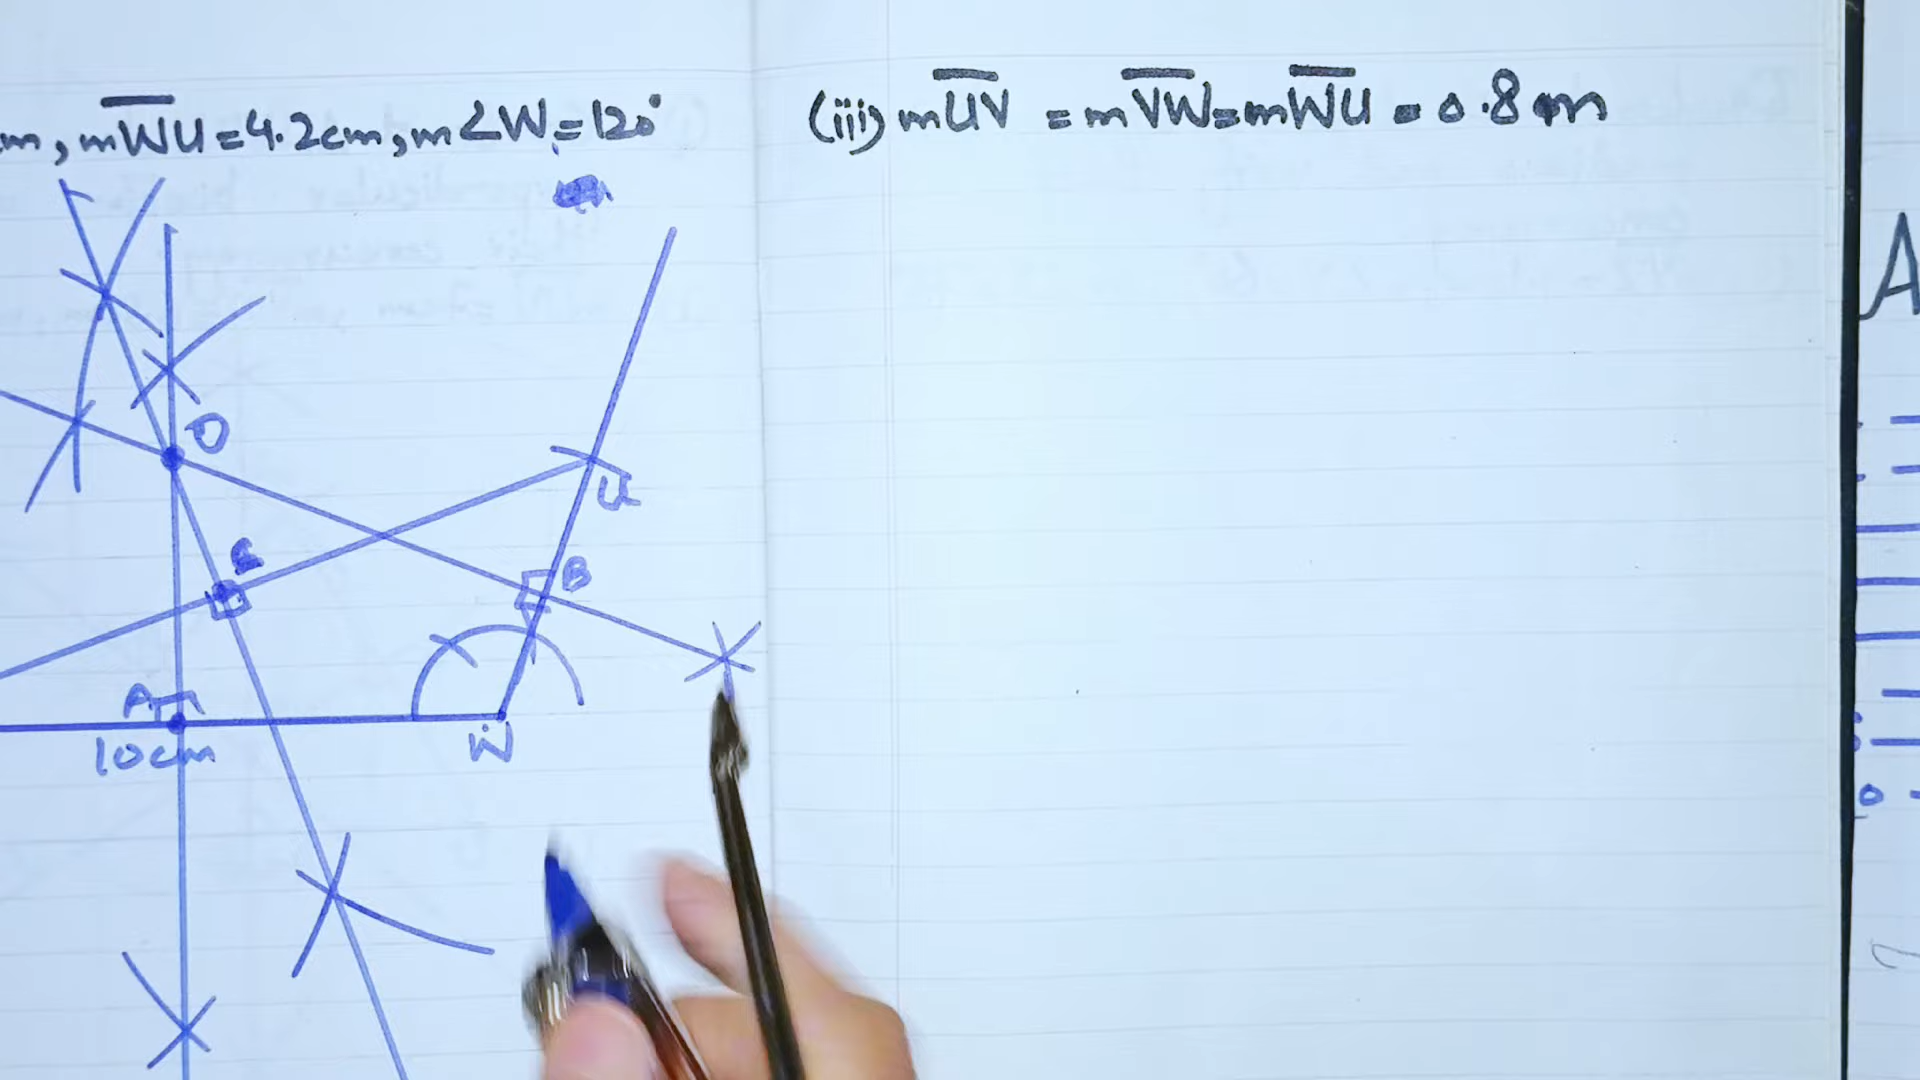 m, mWU=4.2cm, m∠W=120°
(iii) mUV = mVW=mWU = 0.8 m
O
U
C
B
A
10cm
W
A